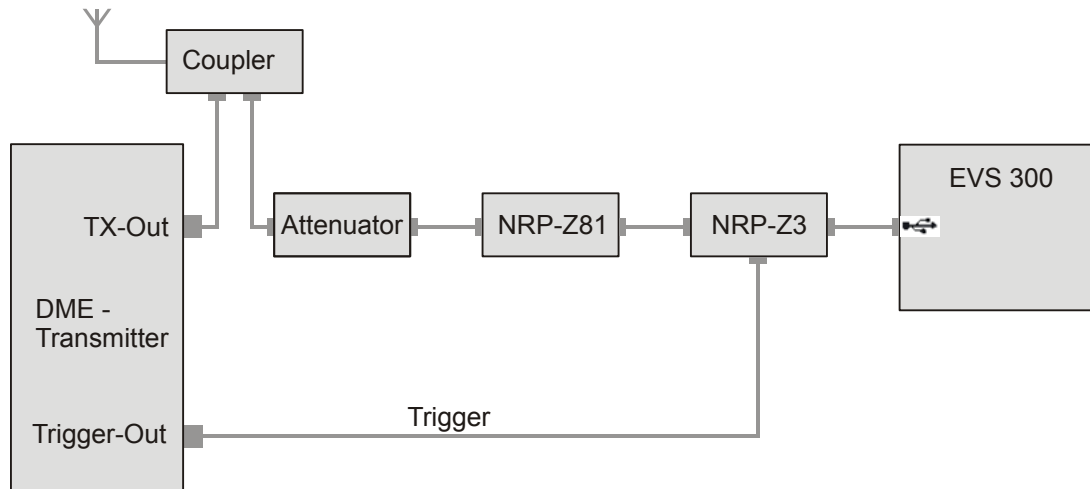 Coupler
EVS 300
TX-Out
Attenuator
NRP-Z81
NRP-Z3
DME -
Transmitter
Trigger
Trigger-Out